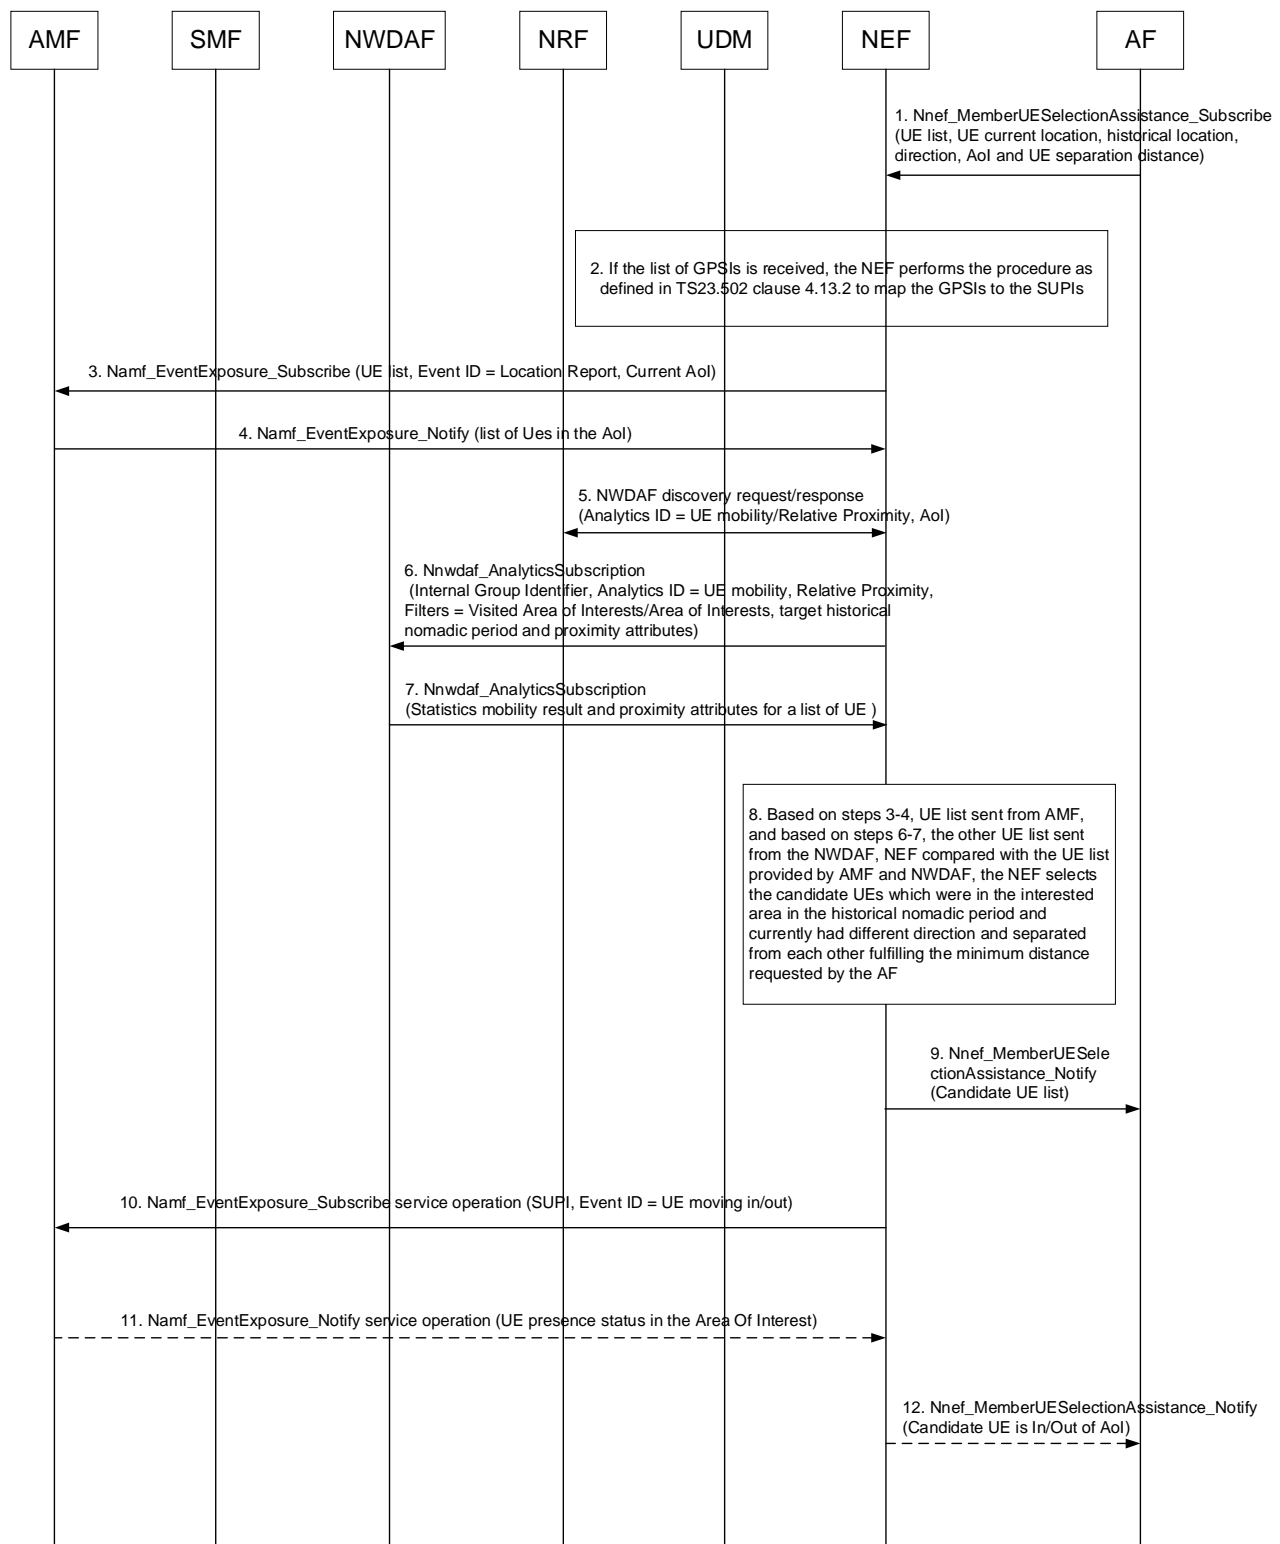 AMF
SMF
NWDAF
NRF
UDM
NEF
AF
1. Nnef_MemberUESelectionAssistance_Subscribe
(UE list, UE current location, historical location,
direction, AoI and UE separation distance)
2. If the list of GPSIs is received, the NEF performs the procedure as
defined in TS23.502 clause 4.13.2 to map the GPSIs to the SUPIs
3. Namf_EventExposure_Subscribe (UE list, Event ID = Location Report, Current AoI)
4. Namf_EventExposure_Notify (list of Ues in the AoI)
5. NWDAF discovery request/response
(Analytics ID = UE mobility/Relative Proximity, AoI)
6. Nnwdaf_AnalyticsSubscription
(Internal Group Identifier, Analytics ID = UE mobility, Relative Proximity,
Filters = Visited Area of Interests/Area of Interests, target historical
nomadic period and proximity attributes)
7. Nnwdaf_AnalyticsSubscription
(Statistics mobility result and proximity attributes for a list of UE )
8. Based on steps 3-4, UE list sent from AMF,
and based on steps 6-7, the other UE list sent
from the NWDAF, NEF compared with the UE list
provided by AMF and NWDAF, the NEF selects
the candidate UEs which were in the interested
area in the historical nomadic period and
currently had different direction and separated
from each other fulfilling the minimum distance
requested by the AF
9. Nnef_MemberUESele
ctionAssistance_Notify
(Candidate UE list)
10. Namf_EventExposure_Subscribe service operation (SUPI, Event ID = UE moving in/out)
11. Namf_EventExposure_Notify service operation (UE presence status in the Area Of Interest)
12. Nnef_MemberUESelectionAssistance_Notify
(Candidate UE is In/Out of AoI)